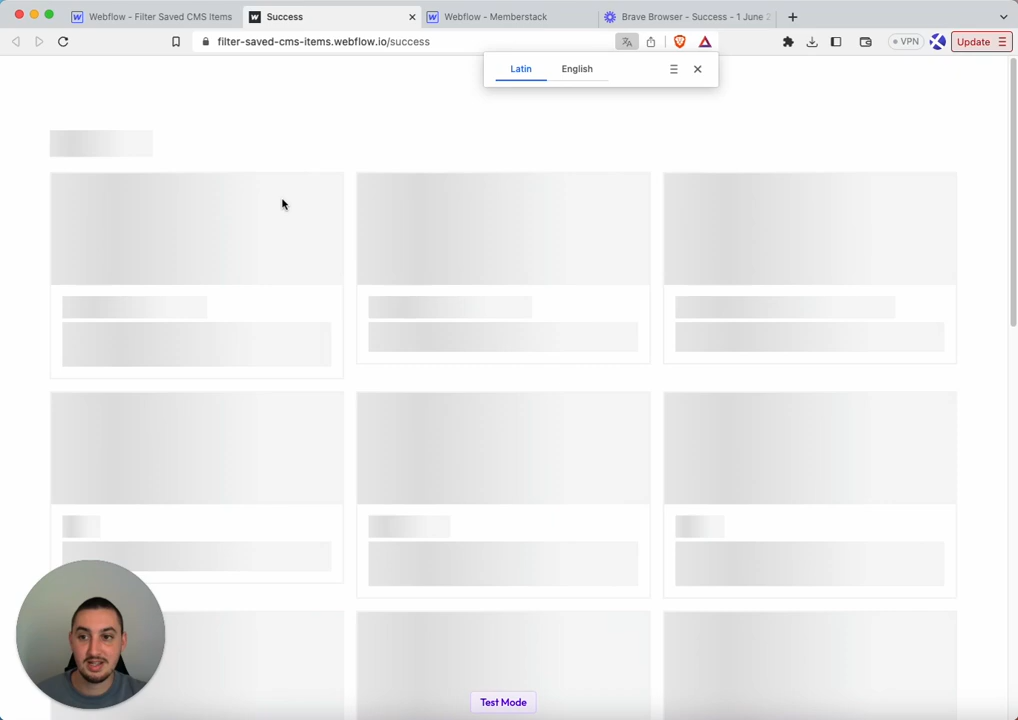 Webflow - Filter Saved CMS Items
Success
Webflow - Memberstack
Brave Browser - Success - 1 June 2
filter-saved-cms-items.webflow.io/success
VPN
Update
Latin
English
Test Mode